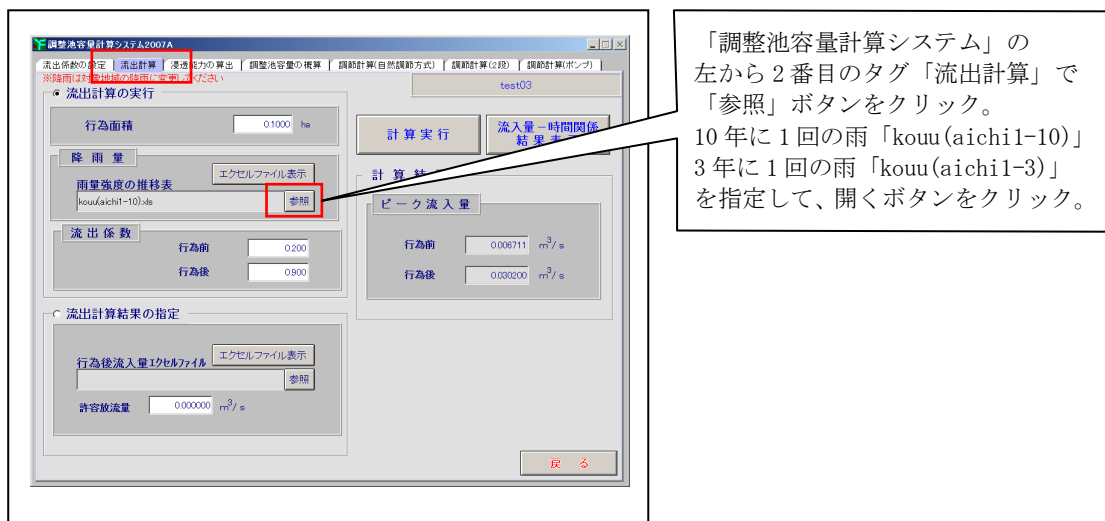 調整池容量計算システム2007A
流出係数の設定 流出計算 浸透能力の算出 調整池容量の概算 調節計算(自然調節方式) 調節計算(2段) 調節計算(ポンプ)
※降雨は対象地域の降雨に変更してください
test03
流出計算の実行
行為面積 0.1000 ha
計算実行 流入量－時間関係
結果表
降雨量
エクセルファイル表示
雨量強度の推移表
kouu(aichi1-10).xls 参照
計算結
ピーク流入量
流出係数
行為前 0.200
行為後 0.900
行為前 0.006711 m³/s
行為後 0.030200 m³/s
流出計算結果の指定
行為後流入量エクセルファイル エクセルファイル表示
参照
許容放流量 0.000000 m³/s
戻る
「調整池容量計算システム」の
左から2番目のタグ「流出計算」で
「参照」ボタンをクリック。
10年に1回の雨「kouu(aichi1-10)」
3年に1回の雨「kouu(aichi1-3)」
を指定して、開くボタンをクリック。